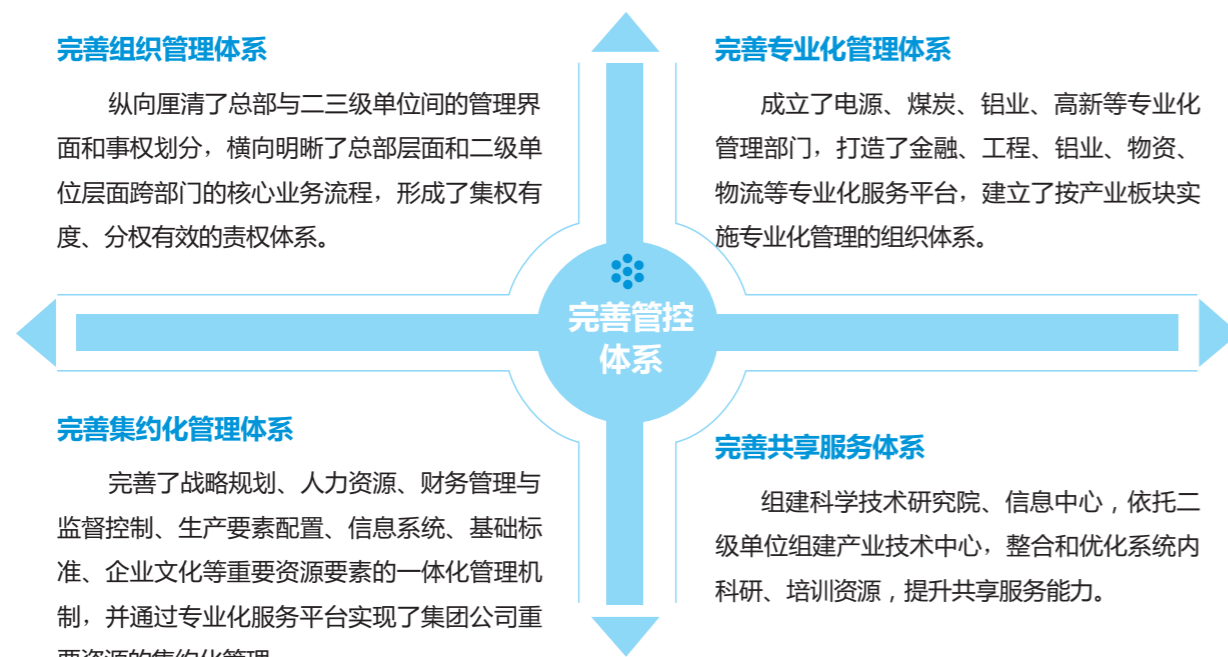 完善组织管理体系
纵向厘清了总部与二三级单位间的管理界
面和事权划分，横向明晰了总部层面和二级单
位层面跨部门的核心业务流程，形成了集权有
度、分权有效的责权体系。
完善专业化管理体系
成立了电源、煤炭、铝业、高新等专业化
管理部门，打造了金融、工程、铝业、物资、
物流等专业化服务平台，建立了按产业板块实
施专业化管理的组织体系。
完善管控
体系
完善集约化管理体系
完善了战略规划、人力资源、财务管理与
监督控制、生产要素配置、信息系统、基础标
准、企业文化等重要资源要素的一体化管理机
制，并通过专业化服务平台实现了集团公司重
要资源的集约化管理
完善共享服务体系
组建科学技术研究院、信息中心，依托二
级单位组建产业技术中心，整合和优化系统内
科研、培训资源，提升共享服务能力。